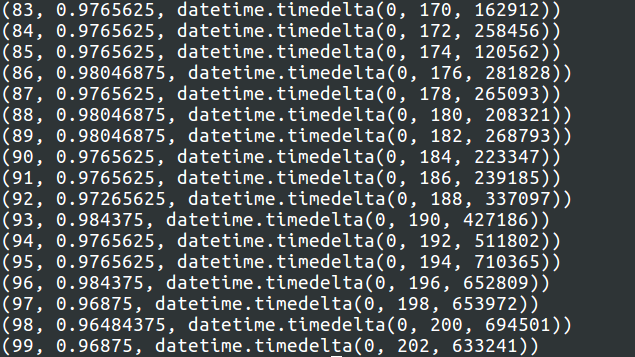 (83, 0.9765625, datetime.timedelta(0, 170, 162912))
(84, 0.9765625, datetime.timedelta(0, 172, 258456))
(85, 0.9765625, datetime.timedelta(0, 174, 120562))
(86, 0.98046875, datetime.timedelta(0, 176, 281828))
(87, 0.9765625, datetime.timedelta(0, 178, 265093))
(88, 0.98046875, datetime.timedelta(0, 180, 208321))
(89, 0.98046875, datetime.timedelta(0, 182, 268793))
(90, 0.9765625, datetime.timedelta(0, 184, 223347))
(91, 0.9765625, datetime.timedelta(0, 186, 239185))
(92, 0.97265625, datetime.timedelta(0, 188, 337097))
(93, 0.984375, datetime.timedelta(0, 190, 427186))
(94, 0.9765625, datetime.timedelta(0, 192, 511802))
(95, 0.9765625, datetime.timedelta(0, 194, 710365))
(96, 0.984375, datetime.timedelta(0, 196, 652809))
(97, 0.96875, datetime.timedelta(0, 198, 653972))
(98, 0.96484375, datetime.timedelta(0, 200, 694501))
(99, 0.96875, datetime.timedelta(0, 202, 633241))